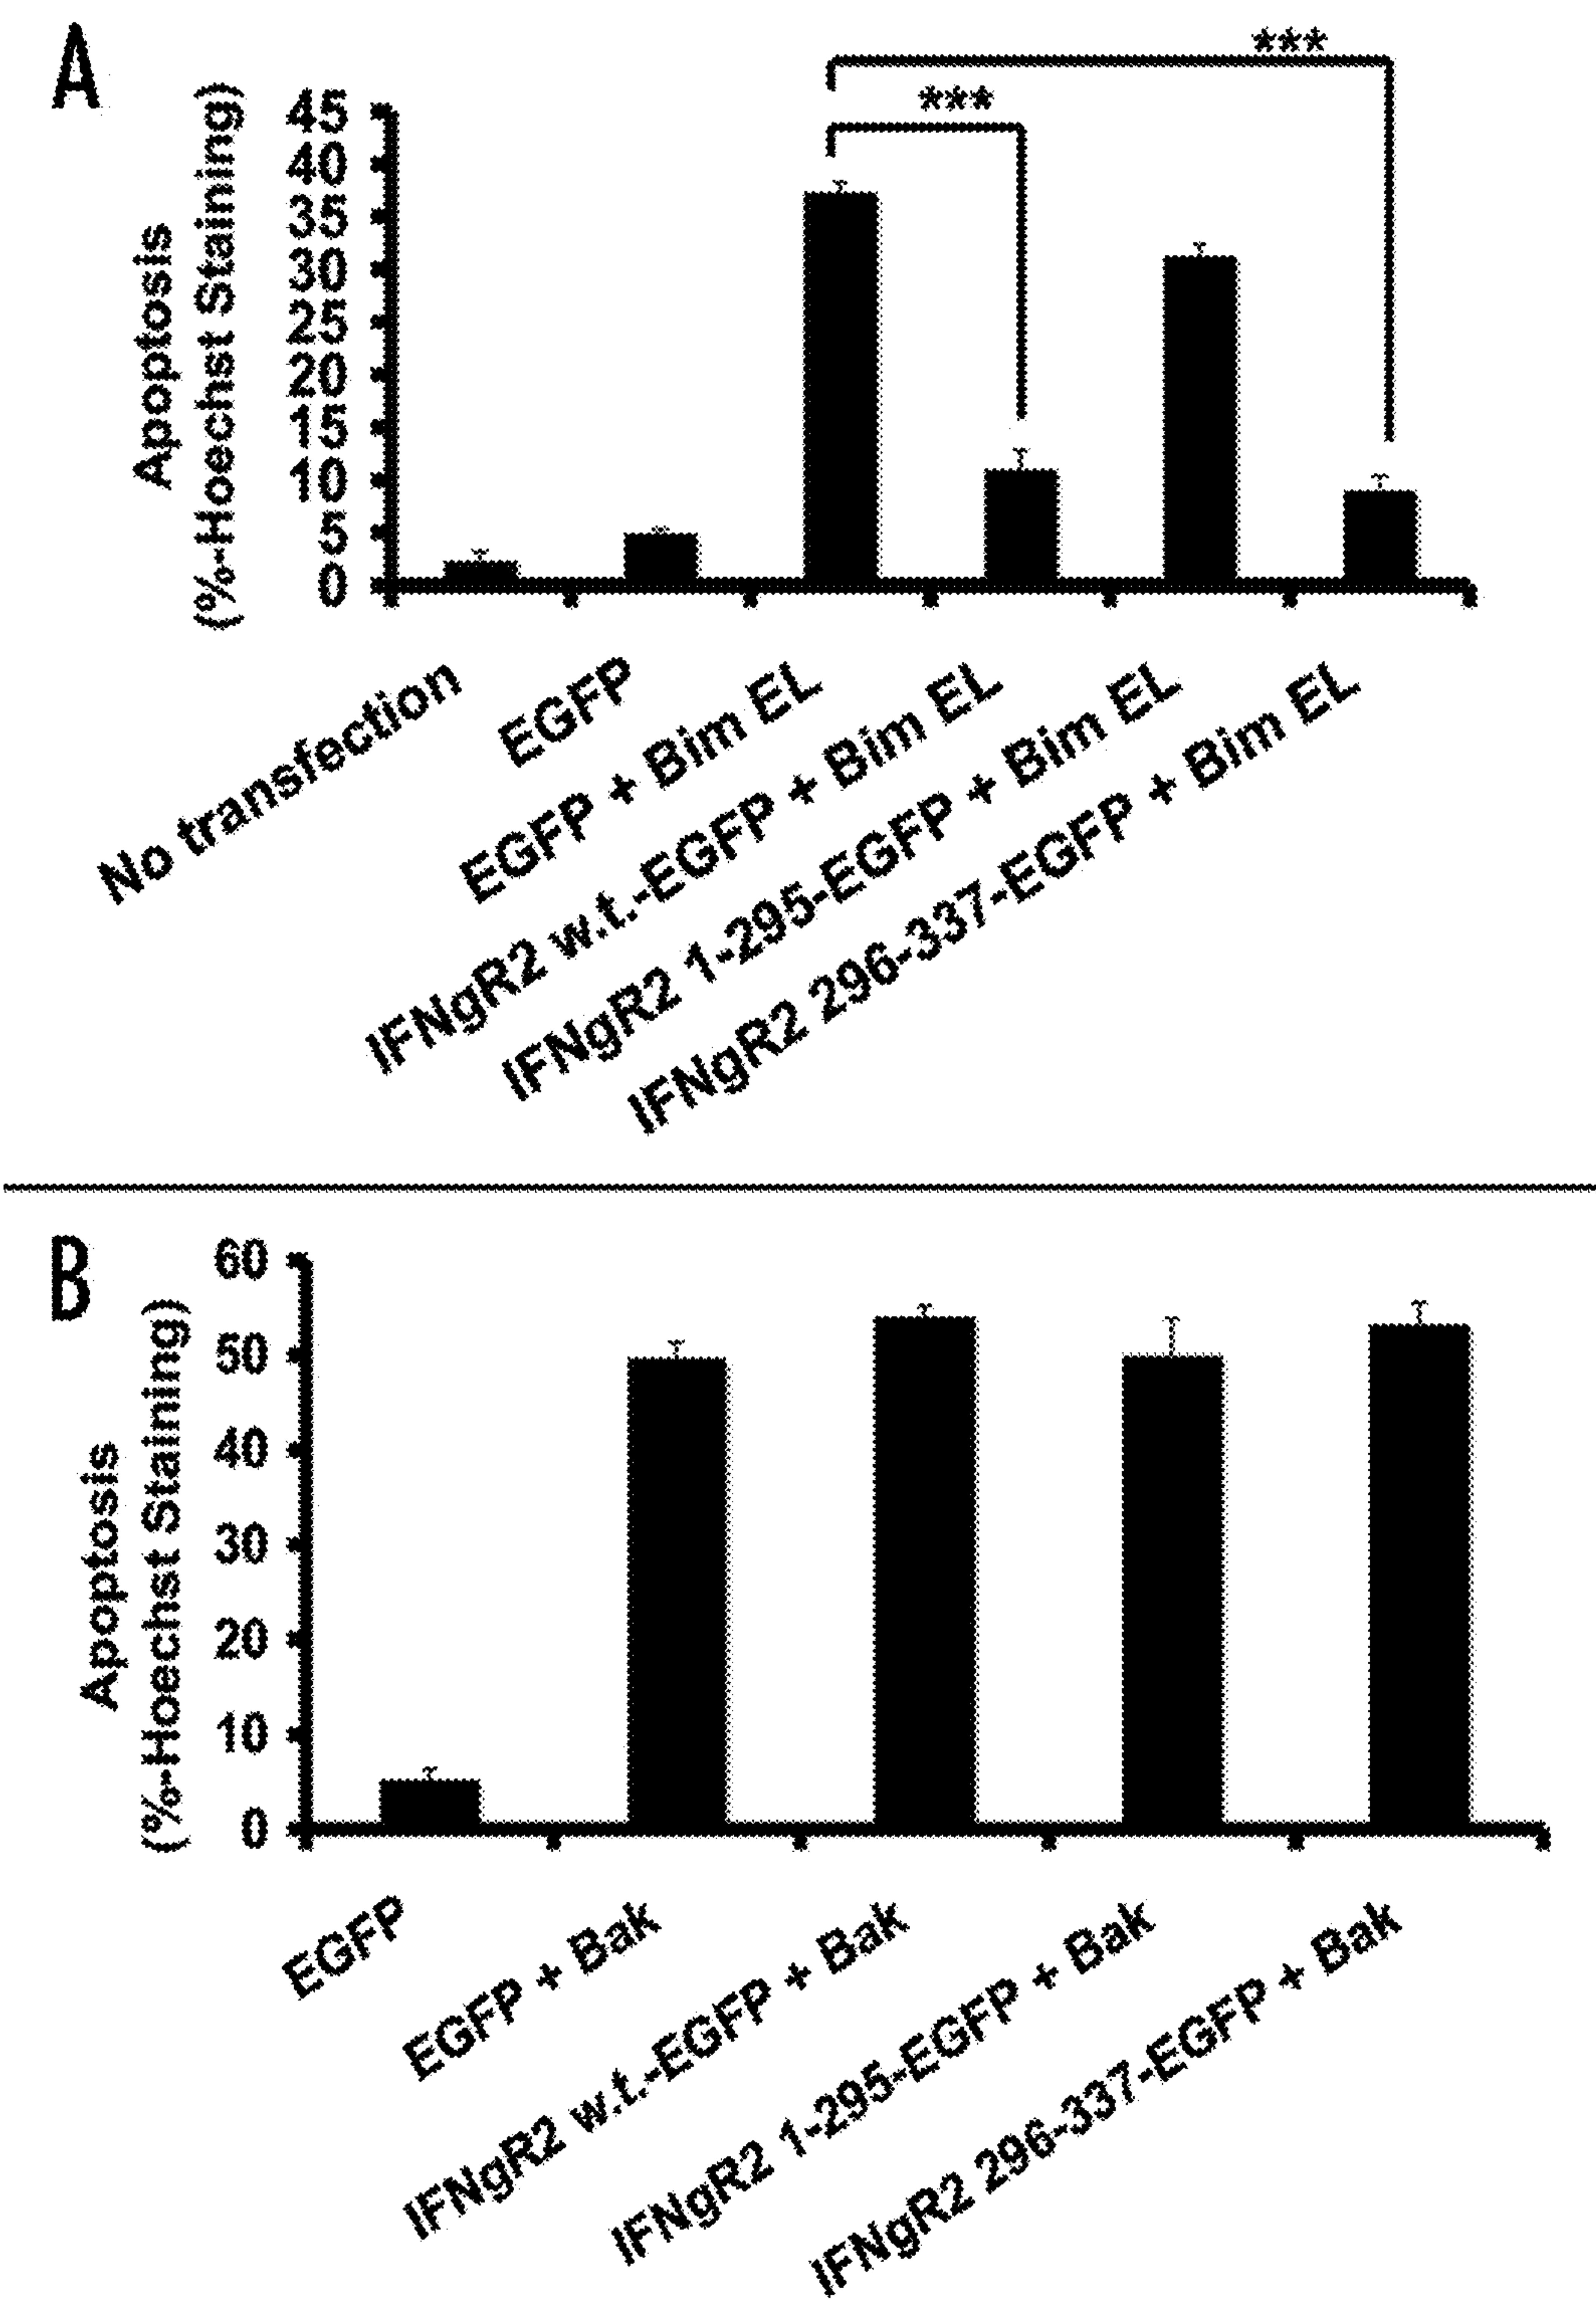 A
***
***
Apoptosis
(%-Hoechst Staining)
45
40
35
30
25
20
15
10
5
0
No transfection
EGFP
EGFP + Bim EL
IFNgR2 w.t.-EGFP + Bim EL
IFNgR2 1-295-EGFP + Bim EL
IFNgR2 296-337-EGFP + Bim EL
B
Apoptosis
(%-Hoechst Staining)
60
50
40
30
20
10
0
EGFP
EGFP + Bak
IFNgR2 w.t.-EGFP + Bak
IFNgR2 1-295-EGFP + Bak
IFNgR2 296-337-EGFP + Bak